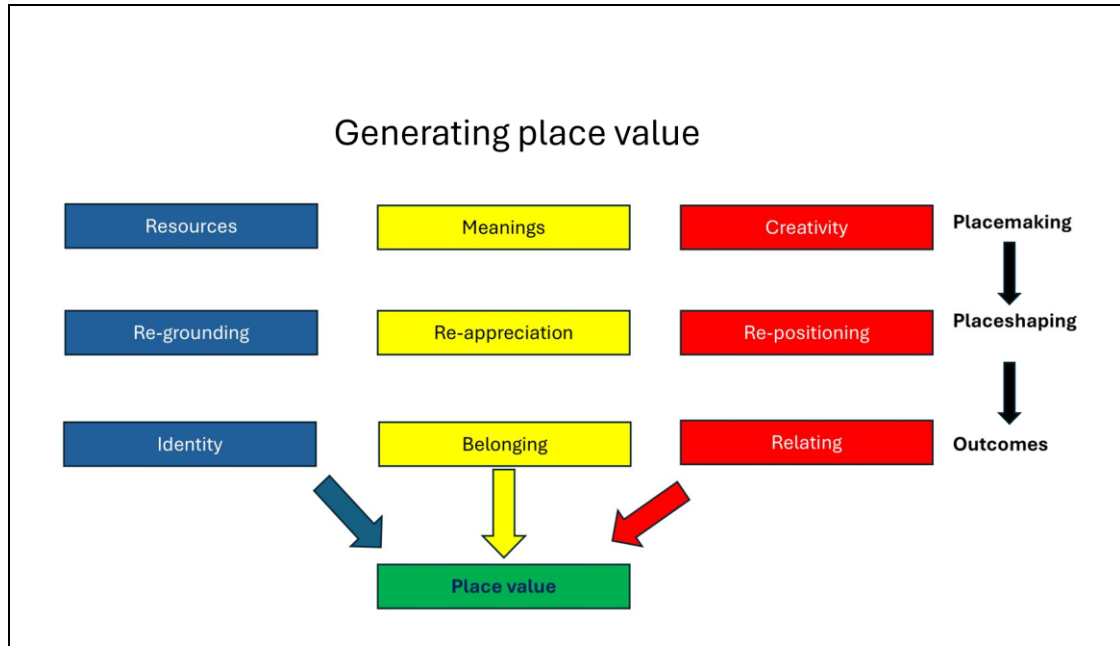 Generating place value
Resources
Meanings
Creativity
Placemaking
Re-grounding
Re-appreciation
Re-positioning
Placeshaping
Identity
Belonging
Relating
Outcomes
Place value